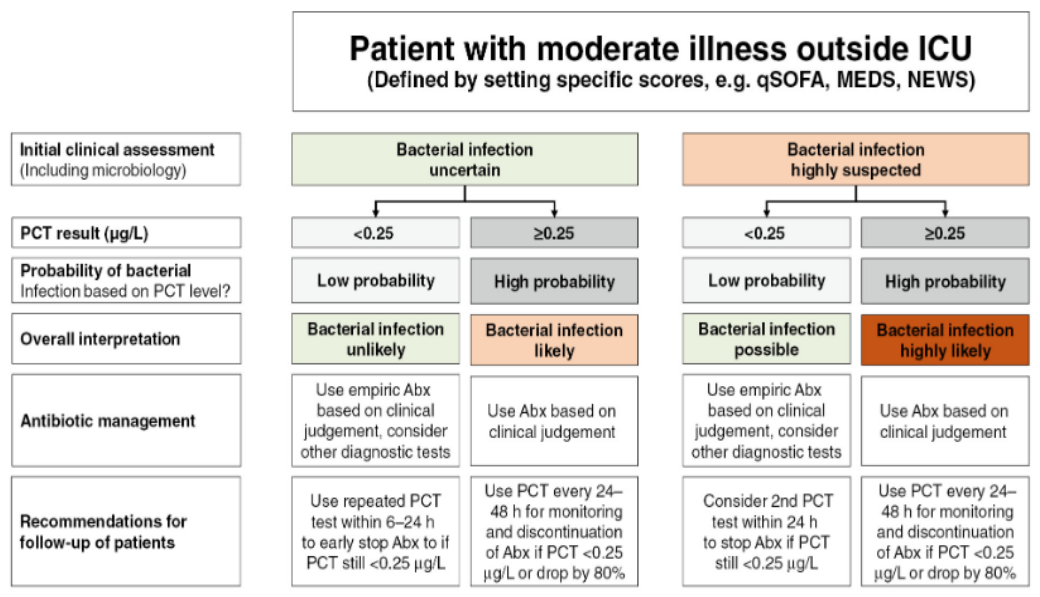 Patient with moderate illness outside ICU
(Defined by setting specific scores, e.g. qSOFA, MEDS, NEWS)
Initial clinical assessment
(Including microbiology)
Bacterial infection
uncertain
Bacterial infection
highly suspected
PCT result (µg/L)
<0.25
≥0.25
<0.25
≥0.25
Probability of bacterial
Infection based on PCT level?
Low probability
High probability
Low probability
High probability
Overall interpretation
Bacterial infection
unlikely
Bacterial infection
likely
Bacterial infection
possible
Bacterial infection
highly likely
Antibiotic management
Use empiric Abx
based on clinical
judgement, consider
other diagnostic tests
Use Abx based on
clinical judgement
Use empiric Abx
based on clinical
judgement, consider
other diagnostic tests
Use Abx based on
clinical judgement
Recommendations for
follow-up of patients
Use repeated PCT
test within 6–24 h
to early stop Abx to if
PCT still <0.25 µg/L
Use PCT every 24–
48 h for monitoring
and discontinuation
of Abx if PCT <0.25
µg/L or drop by 80%
Consider 2nd PCT
test within 24 h
to stop Abx if PCT
still <0.25 µg/L
Use PCT every 24–
48 h for monitoring
and discontinuation
of Abx if PCT <0.25
µg/L or drop by 80%